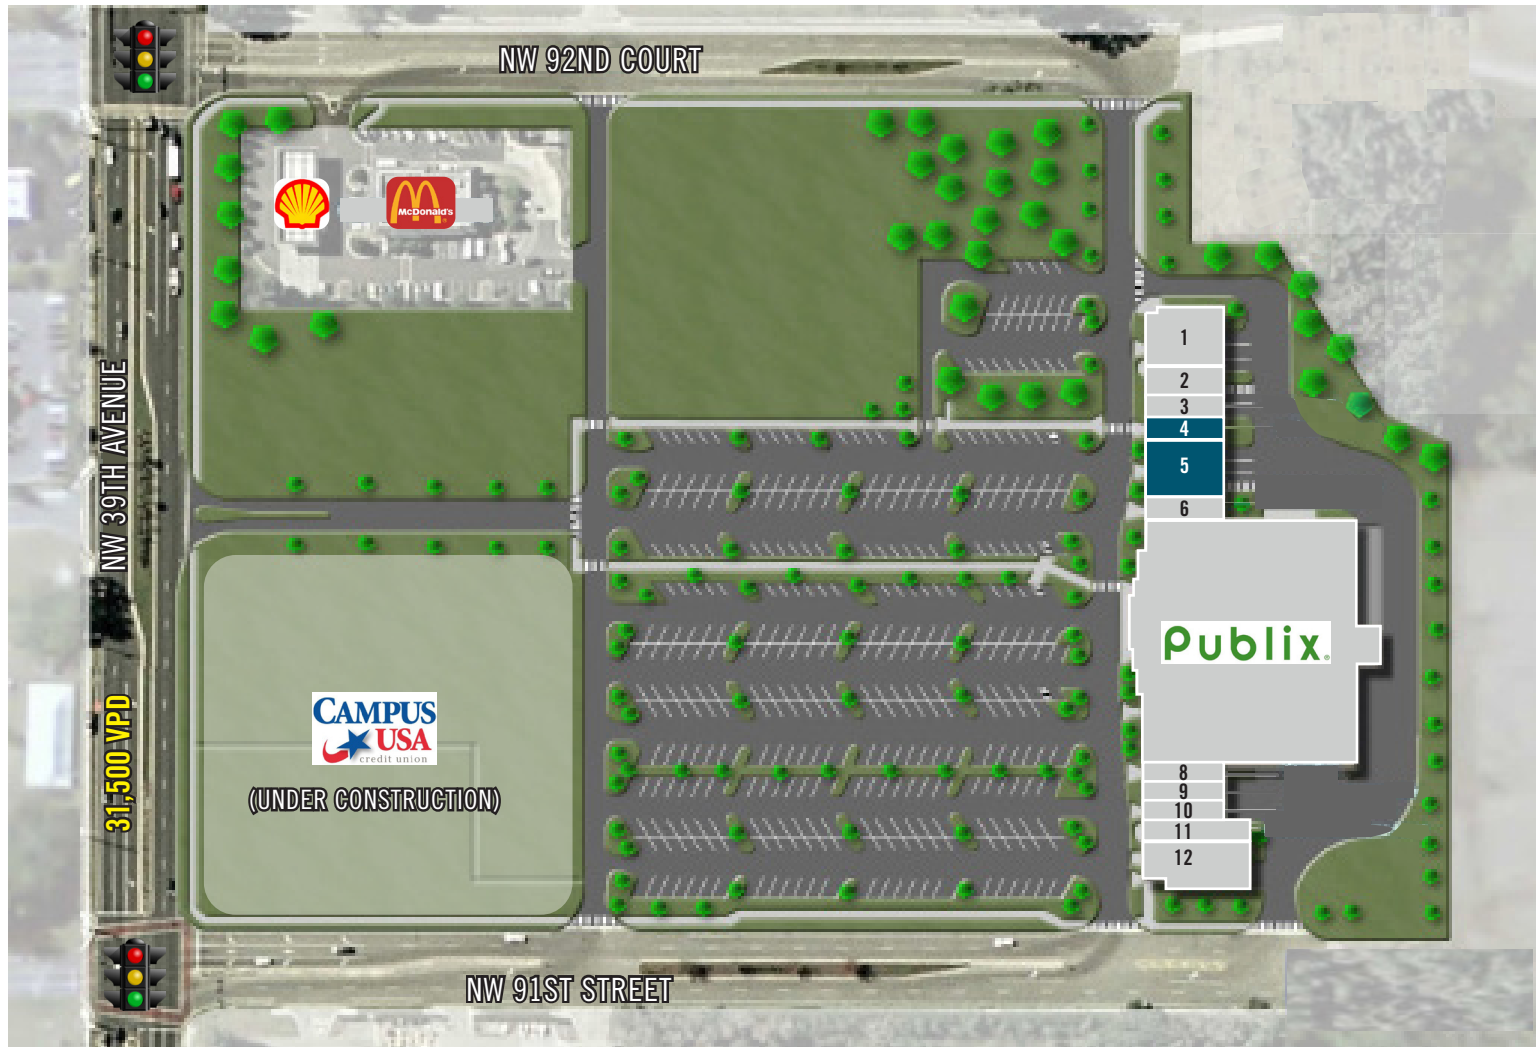 NW 92ND COURT
McDonald's
NW 39TH AVENUE
31,500 VPD
1
2
3
4
5
6
Publix
CAMPUS
USA
credit union
(UNDER CONSTRUCTION)
8
9
10
11
12
NW 91ST STREET